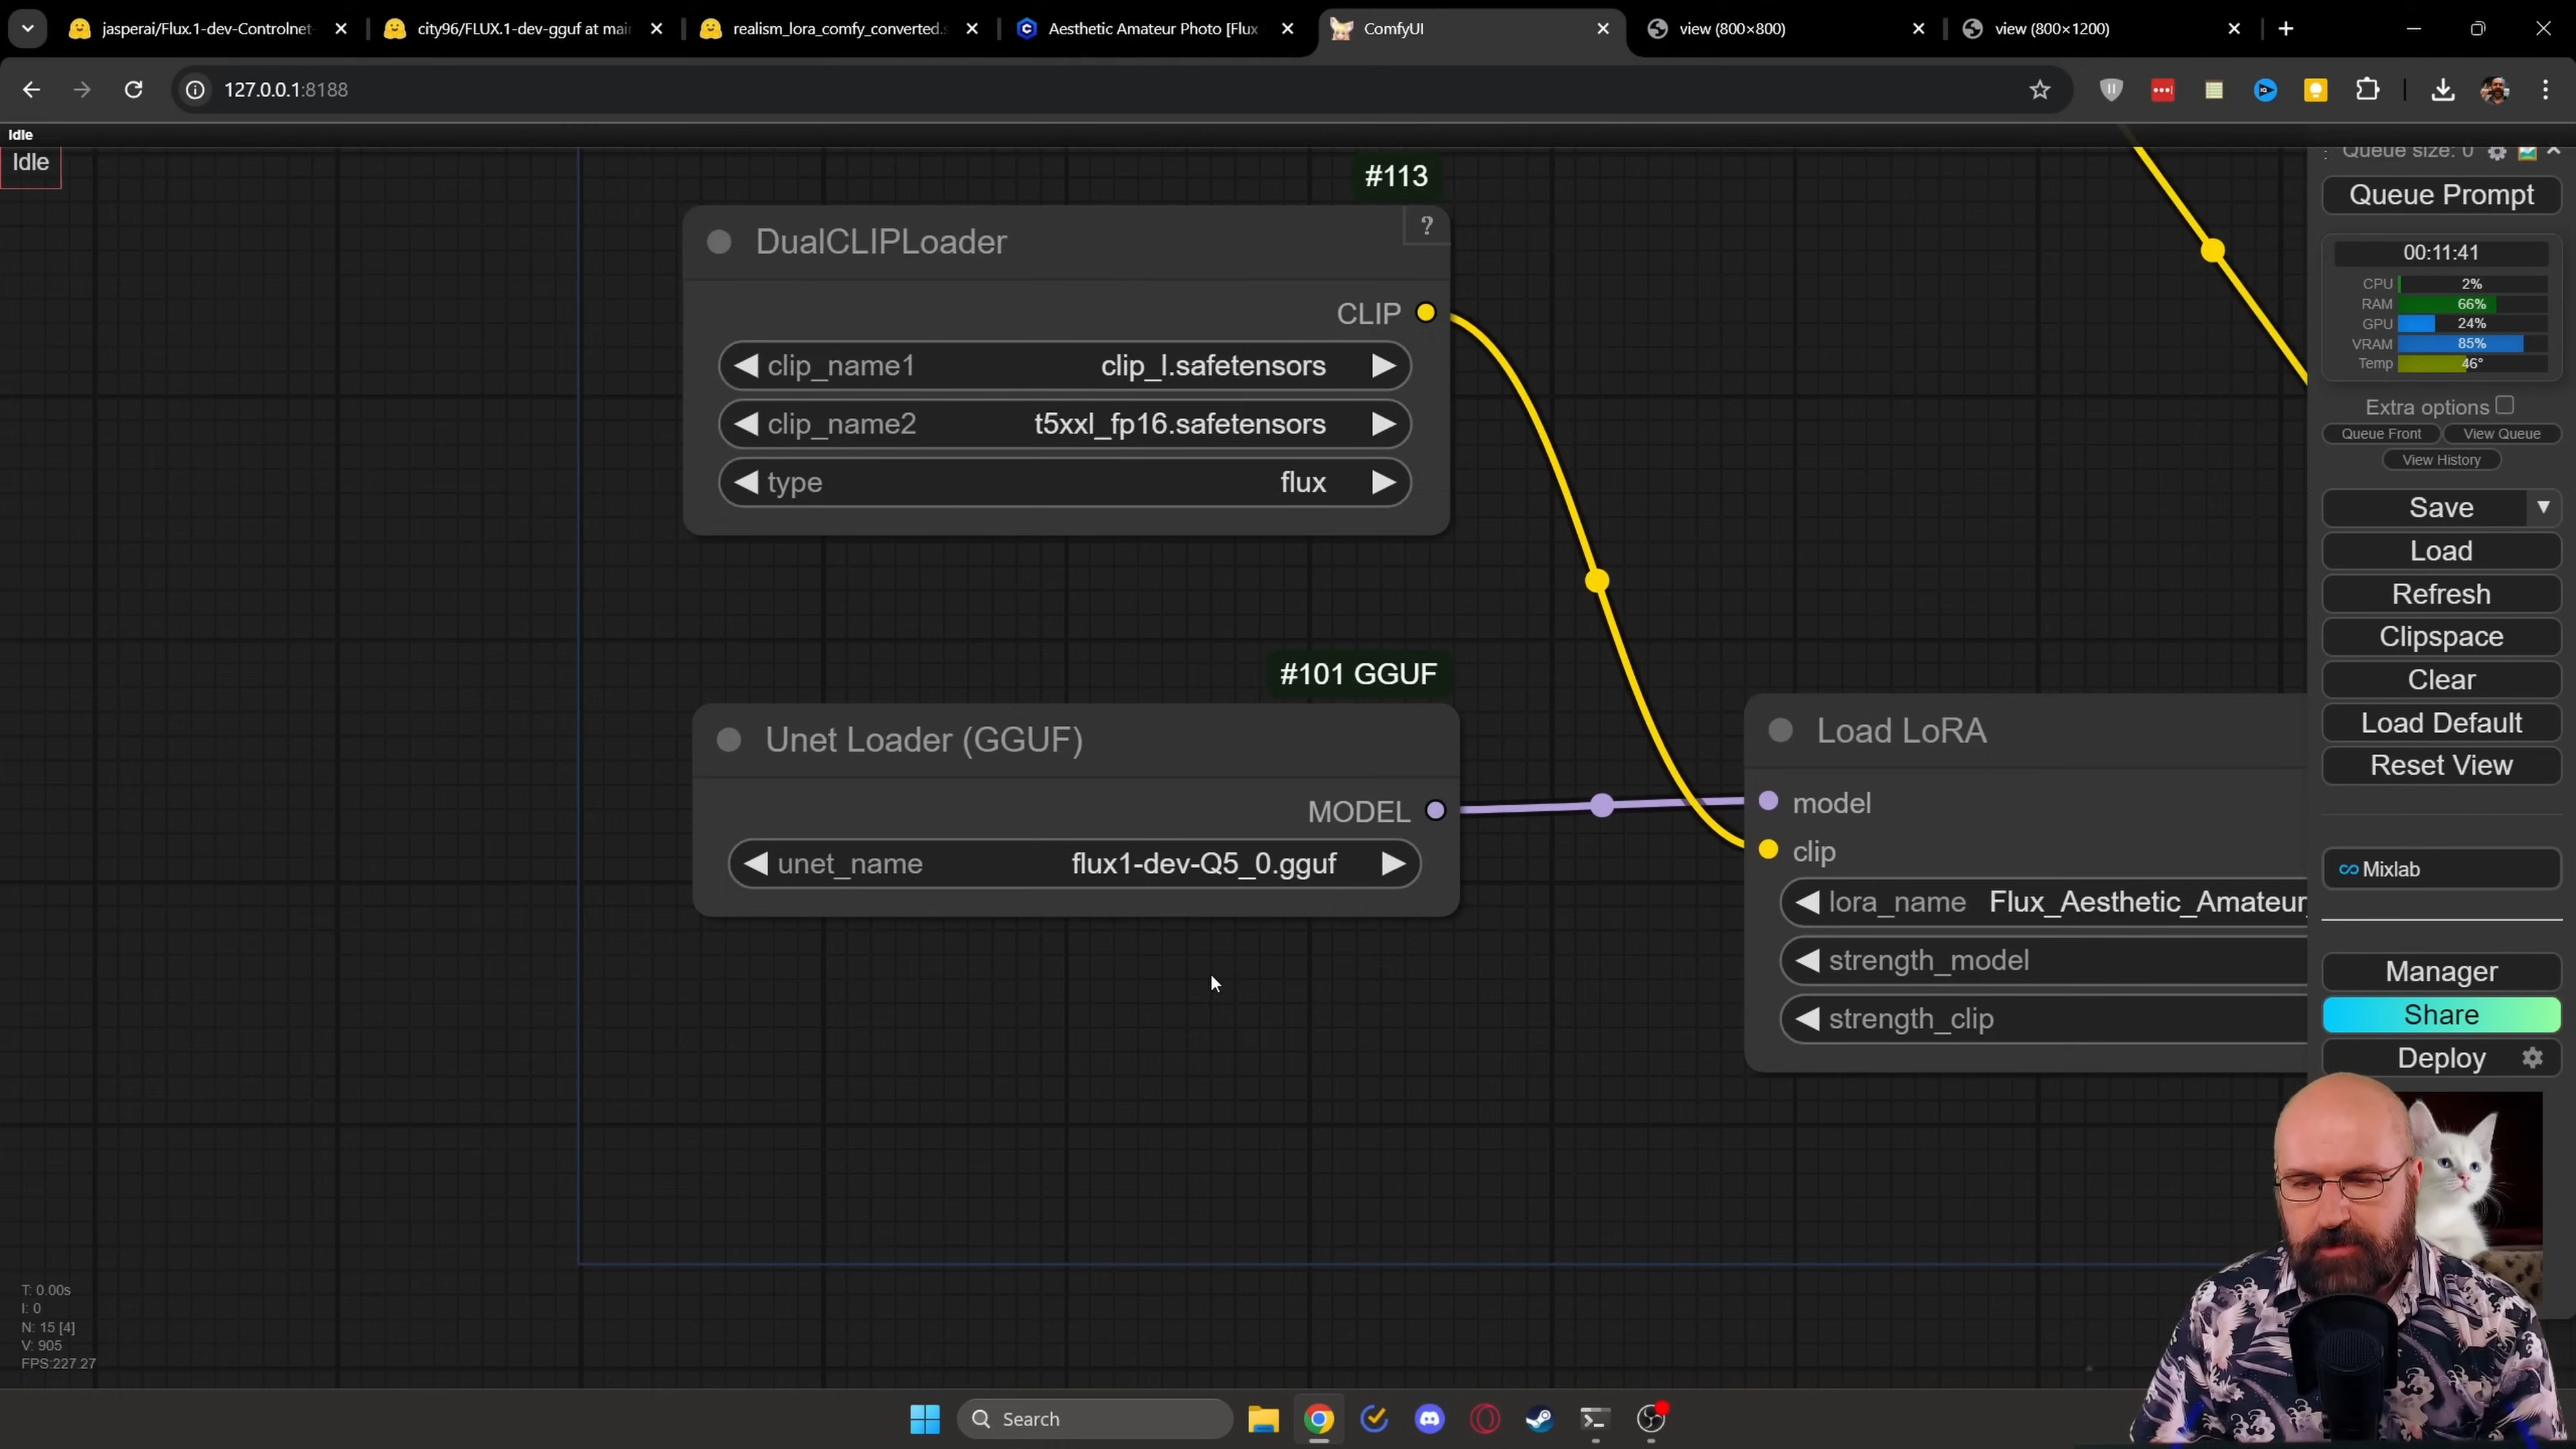 jasperai/Flux.1-dev-Controlnet-
city96/FLUX.1-dev-gguf at main
realism_lora_comfy_converted.s
Aesthetic Amateur Photo [Flux
ComfyUI
view (800×800)
view (800×1200)
127.0.0.1:8188
Idle
Idle
#113
DualCLIPLoader
?
CLIP
clip_name1 clip_l.safetensors
clip_name2 t5xxl_fp16.safetensors
type flux
#101 GGUF
Unet Loader (GGUF)
MODEL
unet_name flux1-dev-Q5_0.gguf
Load LoRA
model
clip
lora_name Flux_Aesthetic_Amateur_
strength_model
strength_clip
Queue size: 0
Queue Prompt
00:11:41
CPU 2%
RAM 66%
GPU 24%
VRAM 85%
Temp 46°
Extra options
Queue Front View Queue
View History
Save
Load
Refresh
Clipspace
Clear
Load Default
Reset View
Mixlab
Manager
Share
Deploy
T: 0.00s
I: 0
N: 15 [4]
V: 905
FPS:227.27
Search